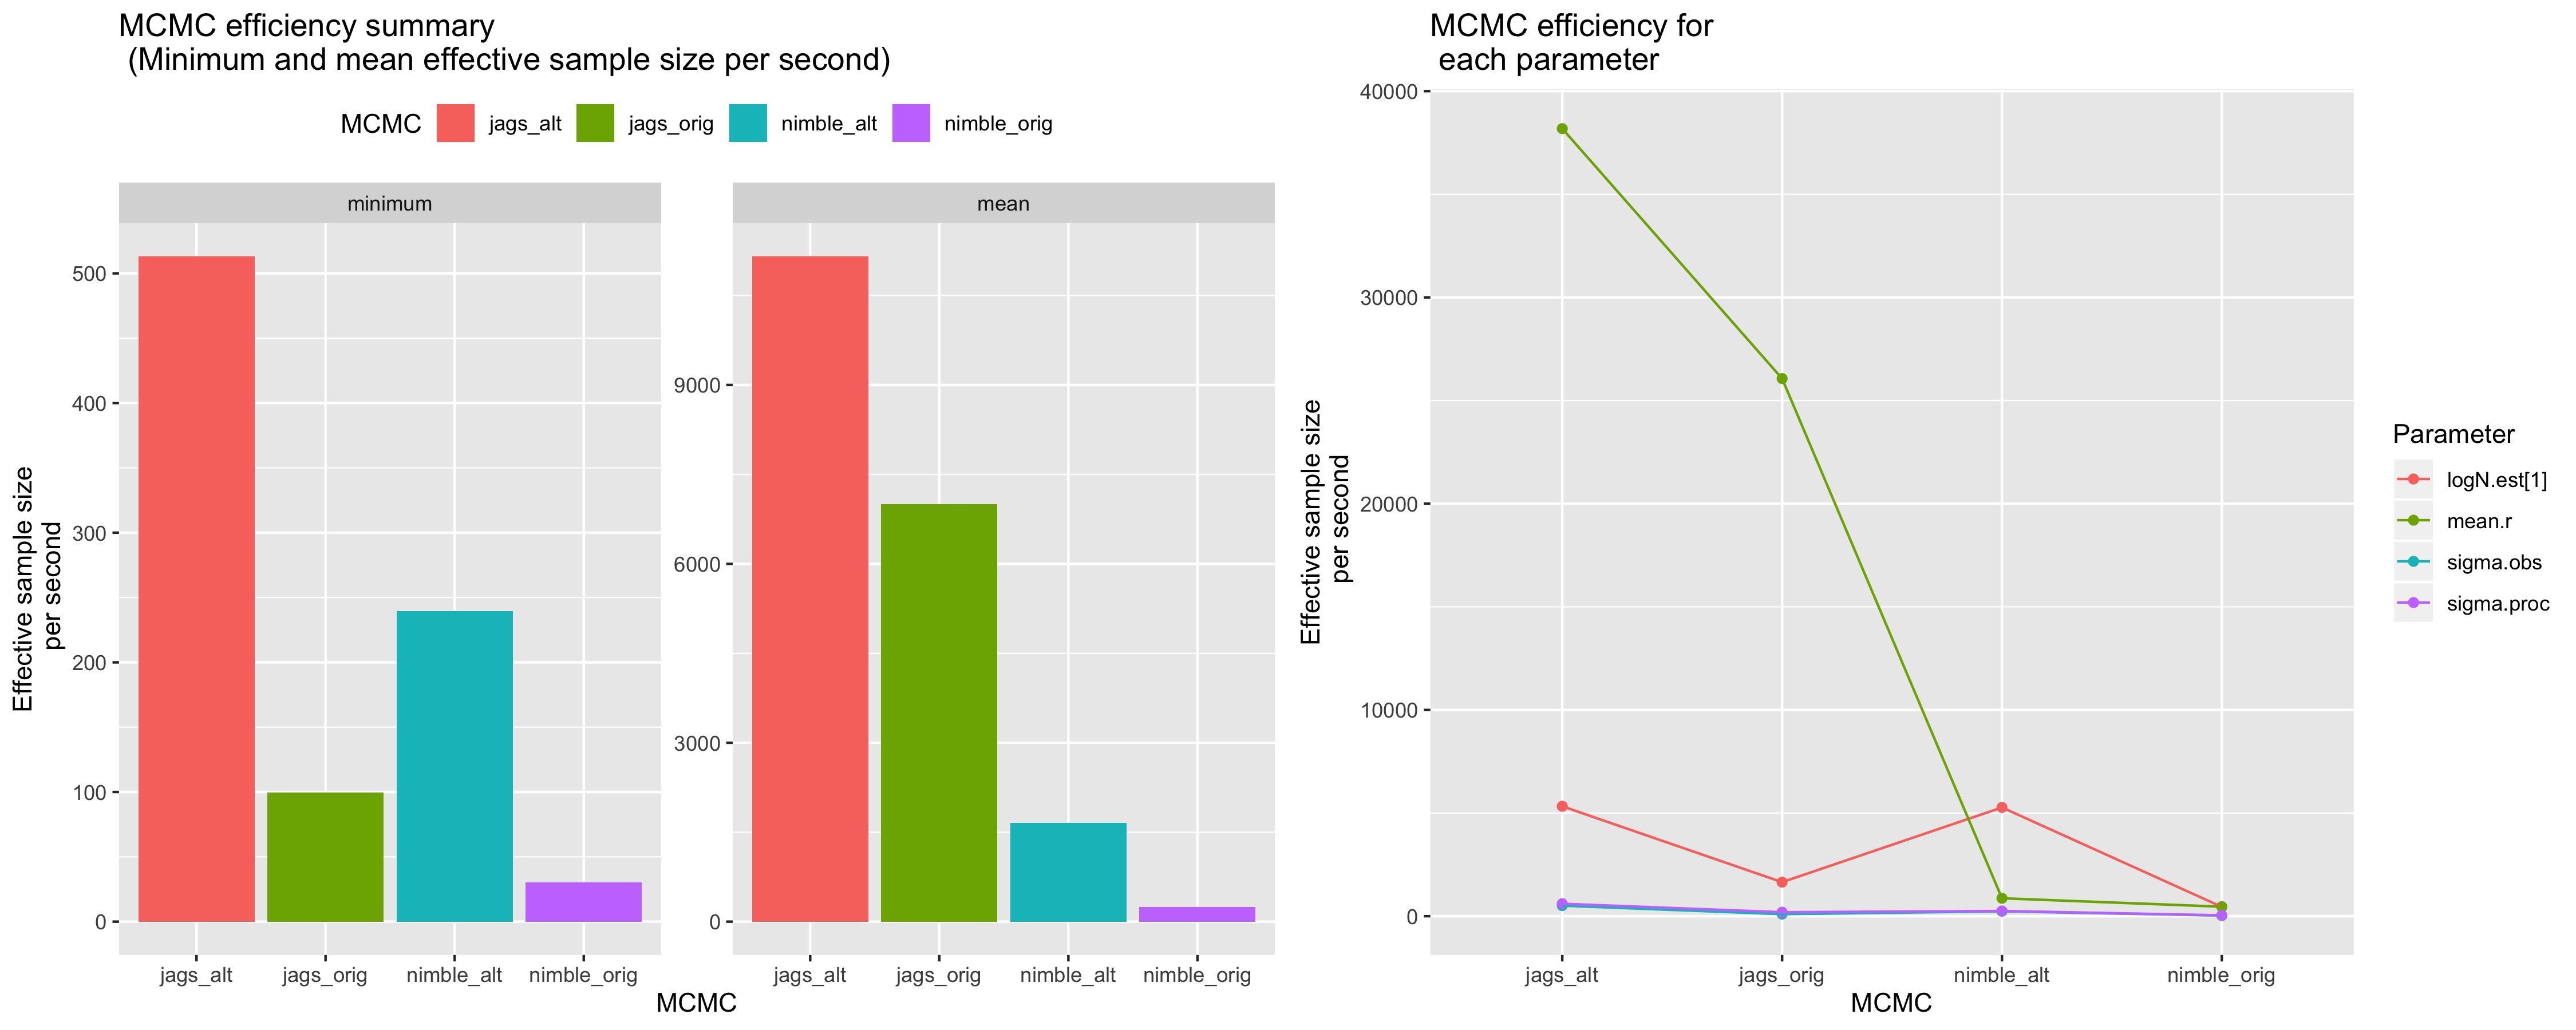 MCMC efficiency summary
(Minimum and mean effective sample size per second)
MCMC jags_alt jags_orig nimble_alt nimble_orig
minimum
mean
Effective sample size
per second
500
400
300
200
100
0
9000
6000
3000
0
jags_alt jags_orig nimble_alt nimble_orig
jags_alt jags_orig nimble_alt nimble_orig
MCMC
MCMC efficiency for
each parameter
Effective sample size
per second
40000
30000
20000
10000
0
jags_alt jags_orig nimble_alt nimble_orig
MCMC
Parameter
logN.est[1]
mean.r
sigma.obs
sigma.proc